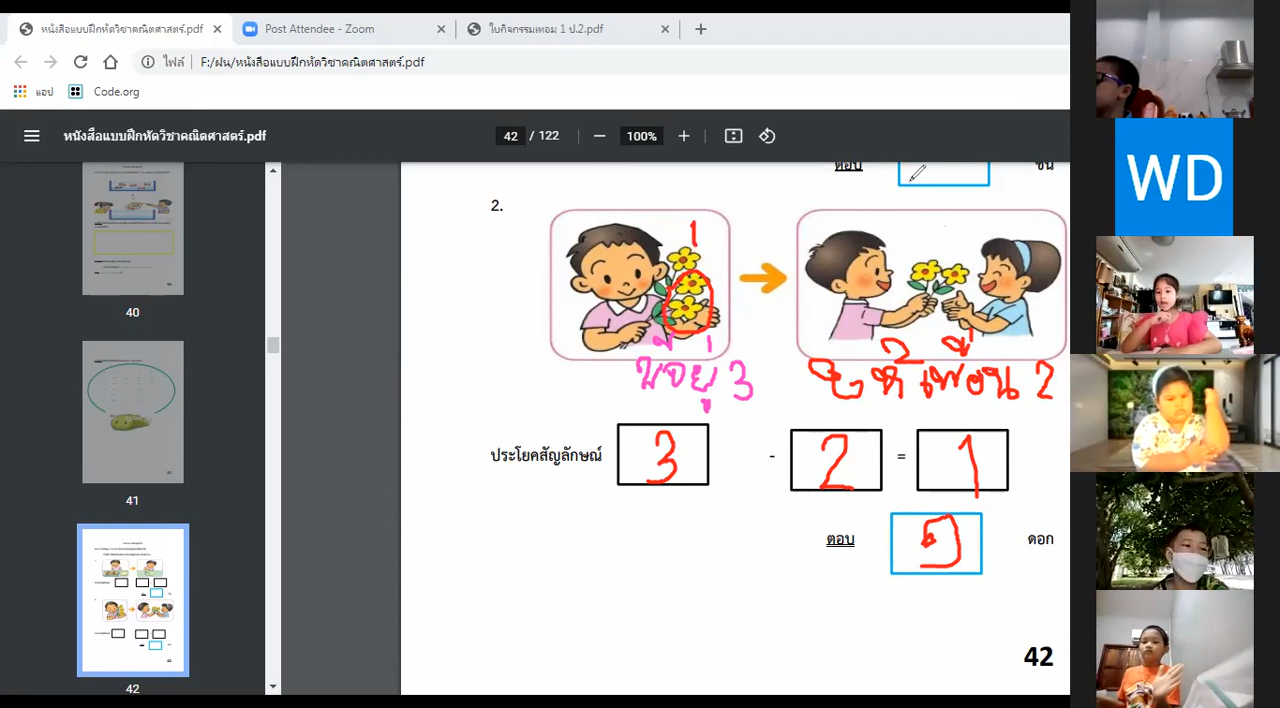 หนังสือแบบฝึกหัดวิชาคณิตศาสตร์.pdf
Post Attendee - Zoom
ใบกิจกรรมเทอม 1 ป.2.pdf
ไฟล์ F:/ฝน/หนังสือแบบฝึกหัดวิชาคณิตศาสตร์.pdf
แอป Code.org
หนังสือแบบฝึกหัดวิชาคณิตศาสตร์.pdf 42 / 122 100%
40
41
42
ตอบ ชิ้น
2.
1
มีอยู่ 3 ให้เพื่อน 2
ประโยคสัญลักษณ์ 3 - 2 = 1
ตอบ ๑ ดอก
42
WD